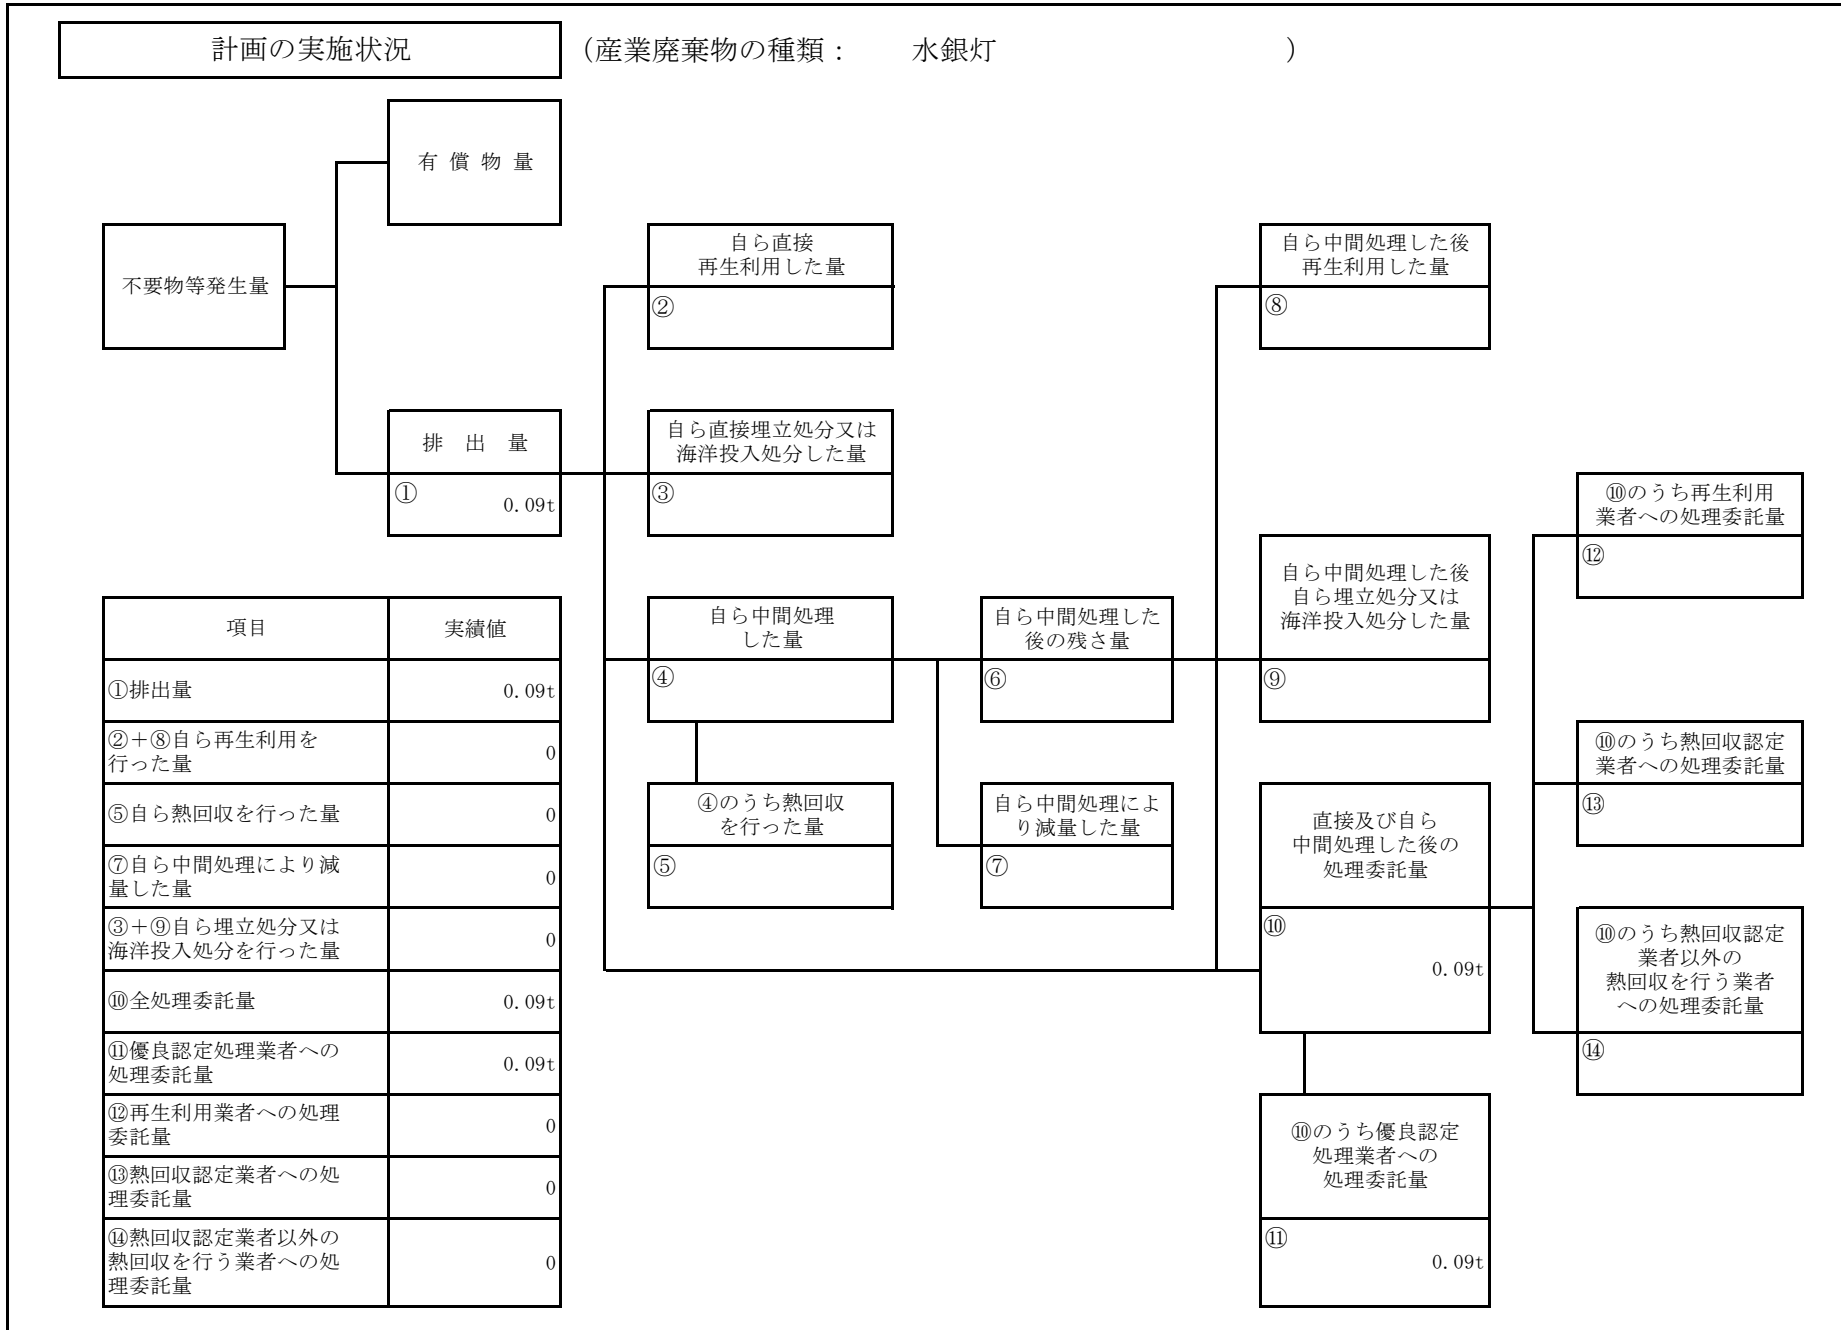 計画の実施状況
（産業廃棄物の種類： 水銀灯 ）
有 償 物 量
不要物等発生量
自ら直接
再生利用した量
②
自ら中間処理した後
再生利用した量
⑧
排 出 量
①
0.09t
自ら直接埋立処分又は
海洋投入処分した量
③
⑩のうち再生利用
業者への処理委託量
⑫
自ら中間処理した後
自ら埋立処分又は
海洋投入処分した量
⑨
自ら中間処理
した量
④
自ら中間処理した
後の残さ量
⑥
⑩のうち熱回収認定
業者への処理委託量
⑬
④のうち熱回収
を行った量
⑤
自ら中間処理によ
り減量した量
⑦
直接及び自ら
中間処理した後の
処理委託量
⑩
0.09t
⑩のうち熱回収認定
業者以外の
熱回収を行う業者
への処理委託量
⑭
⑩のうち優良認定
処理業者への
処理委託量
⑪
0.09t
項目 実績値
①排出量 0.09t
②＋⑧自ら再生利用を
行った量 0
⑤自ら熱回収を行った量 0
⑦自ら中間処理により減
量した量 0
③＋⑨自ら埋立処分又は
海洋投入処分を行った量 0
⑩全処理委託量 0.09t
⑪優良認定処理業者への
処理委託量 0.09t
⑫再生利用業者への処理
委託量 0
⑬熱回収認定業者への処
理委託量 0
⑭熱回収認定業者以外の
熱回収を行う業者への処
理委託量 0